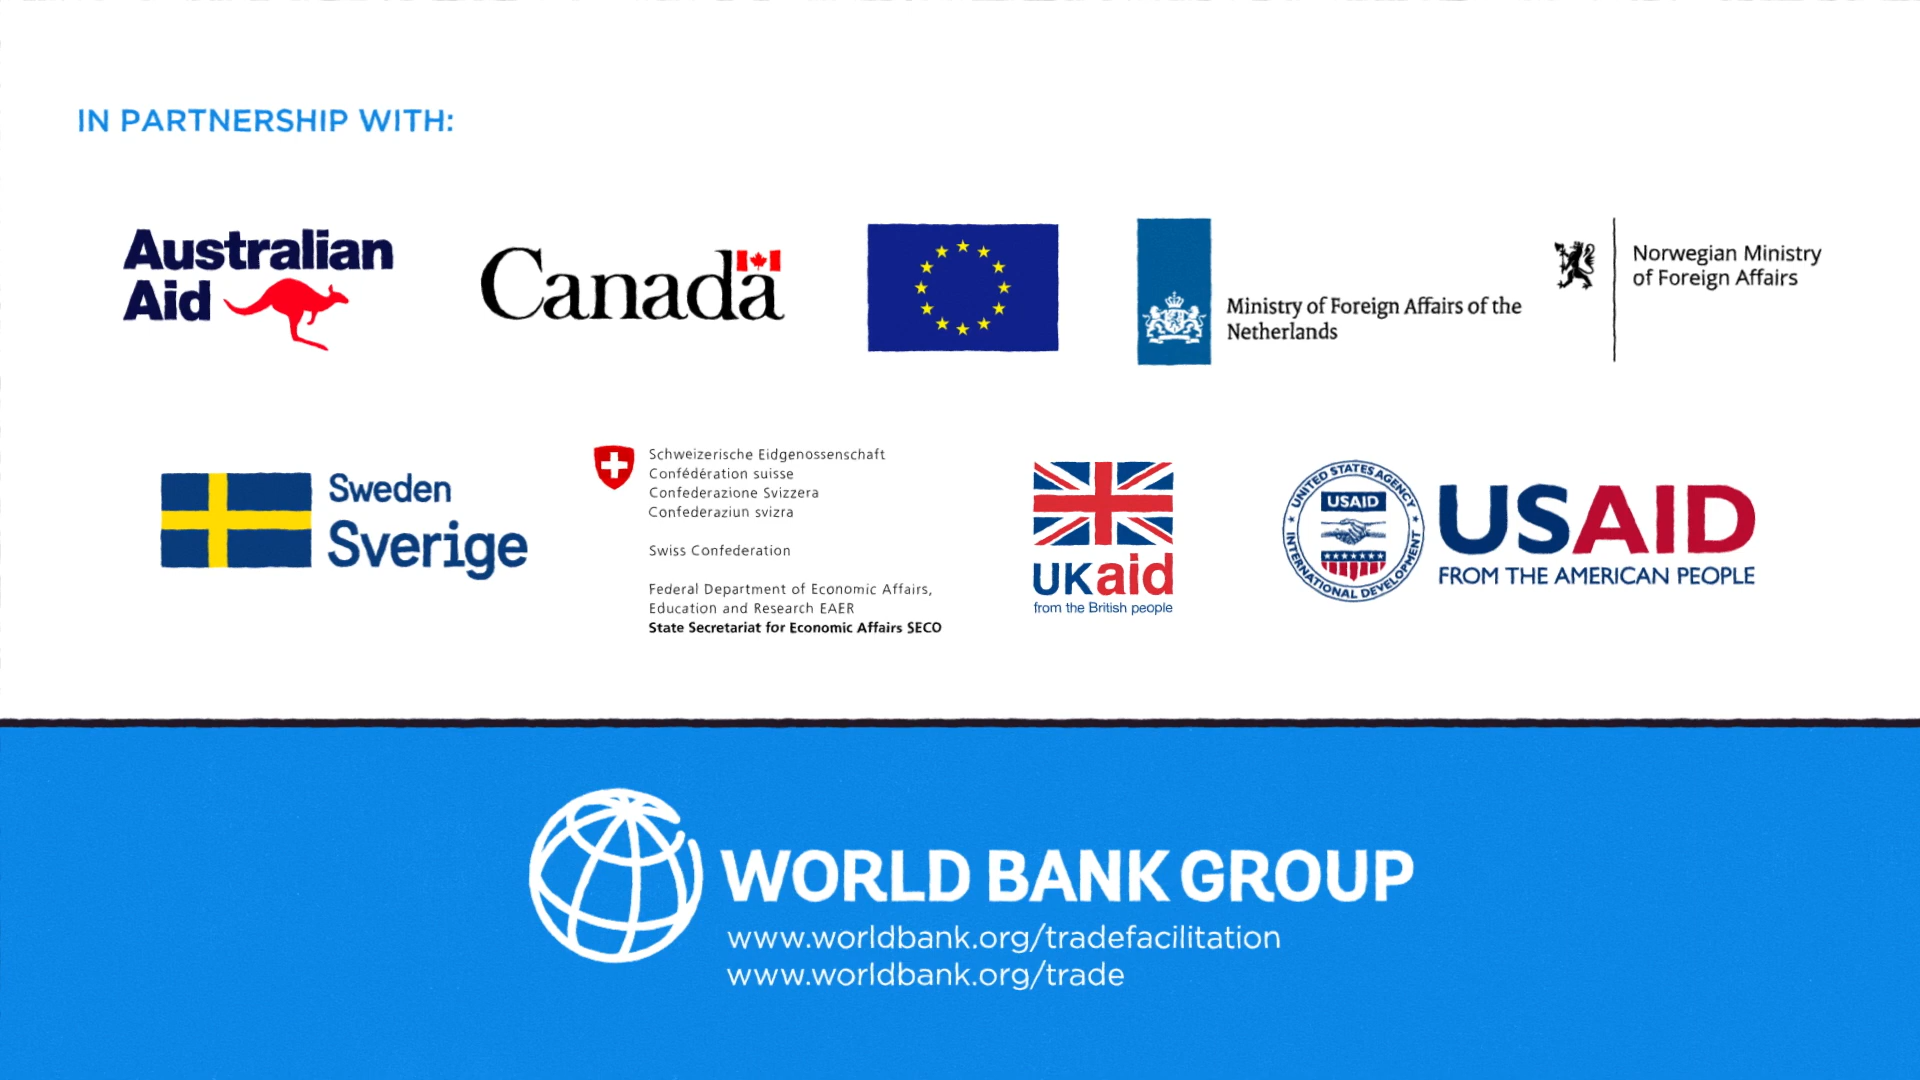 IN PARTNERSHIP WITH:
Australian
Aid
Canada
Ministry of Foreign Affairs of the
Netherlands
Norwegian Ministry
of Foreign Affairs
Sweden
Sverige
Schweizerische Eidgenossenschaft
Confédération suisse
Confederazione Svizzera
Confederaziun svizra
Swiss Confederation
Federal Department of Economic Affairs,
Education and Research EAER
State Secretariat for Economic Affairs SECO
UKaid
from the British people
UNITED STATES AGENCY
USAID
INTERNATIONAL DEVELOPMENT
USAID
FROM THE AMERICAN PEOPLE
WORLD BANK GROUP
www.worldbank.org/tradefacilitation
www.worldbank.org/trade